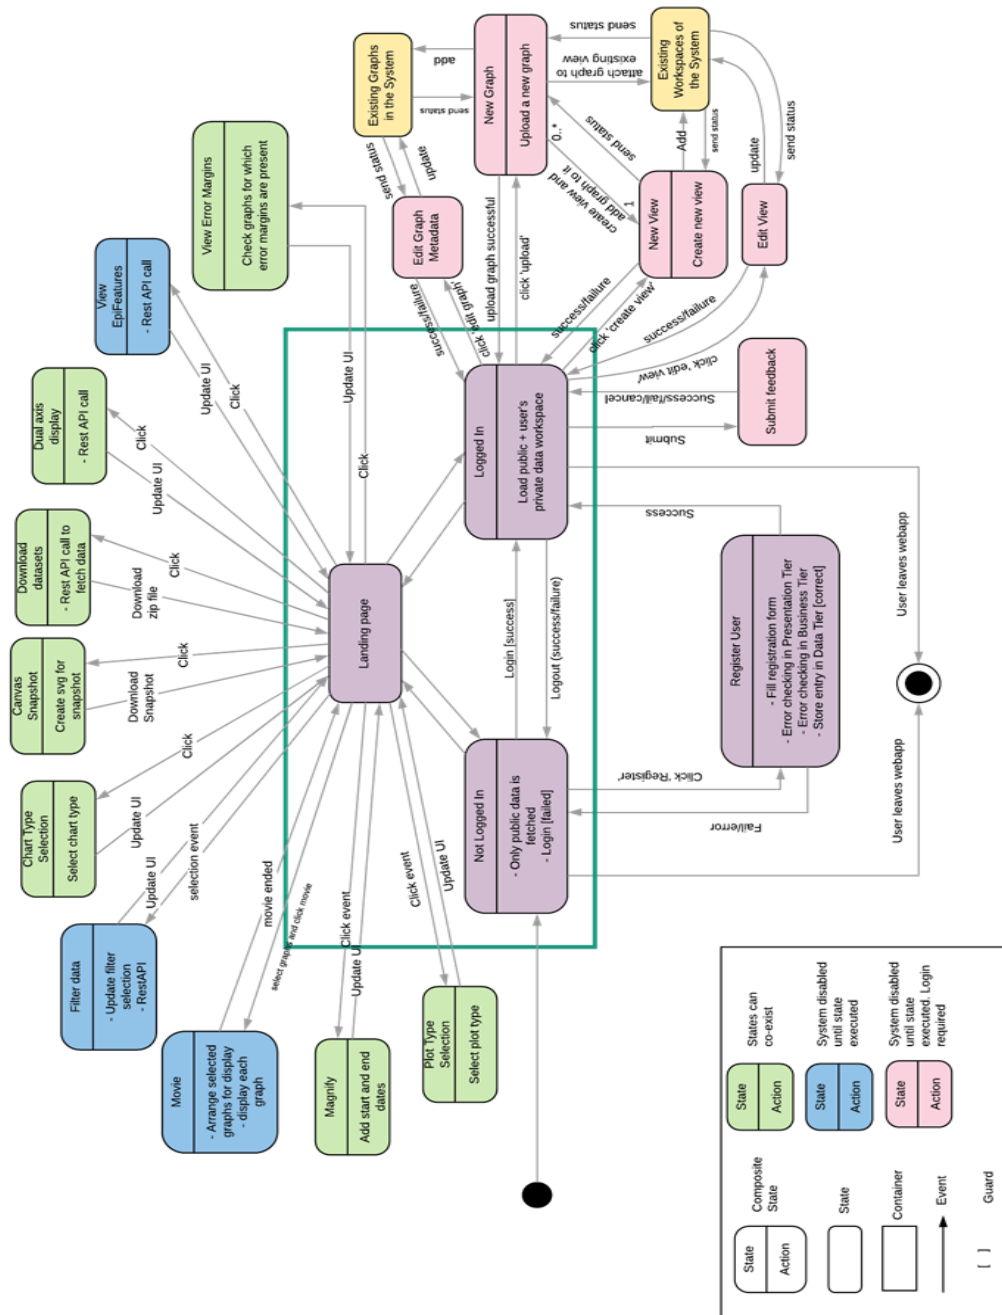 View Error Margins
Check graphs for which
error margins are present
View
EpiFeatures
- Rest API call
Dual axis
display
- Rest API call
Download
datasets
- Rest API call to
fetch data
Canvas
Snapshot
Create svg for
snapshot
Chart Type
Selection
Select chart type
Filter data
- Update filter
selection
- RestAPI
Movie
- Arrange selected
graphs for display
- display each
graph
Magnify
Add start and end
dates
Plot Type
Selection
Select plot type
Update UI
Click
Update UI
Click
Click
Update UI
Click
Download
zip file
Click
Download
Snapshot
Click
Update UI
Update UI
selection event
movie ended
select graphs and click movie
Click event
Update UI
Click event
Update UI
Landing page
Not Logged In
- Only public data is
fetched
- Login [failed]
Logged In
Load public + user's
private data workspace
Login [success]
Logout (success/failure)
Existing Graphs
in the System
add
send status
New Graph
Upload a new graph
send status
attach graph to
existing view
Existing
Workspaces of
the System
send status
update
Edit Graph
Metadata
success/failure
click 'edit graph'
upload graph successful
click 'upload'
0..*
1
create view and
add graph to it
send status
New View
Create new view
Add
send status
update
send status
Edit View
success/failure
click 'create view'
success/failure
click 'edit view'
Success/fail/cancel
Submit
Submit feedback
Success
Click 'Register'
Fail/error
Register User
- Fill registration form
- Error checking in Presentation Tier
- Error checking in Business Tier
- Store entry in Data Tier [correct]
User leaves webapp
User leaves webapp
State
Action
Composite
State
State
Container
Event
[ ]
Guard
State
Action
States can
co-exist
State
Action
System disabled
until state
executed
State
Action
System disabled
until state
executed. Login
required